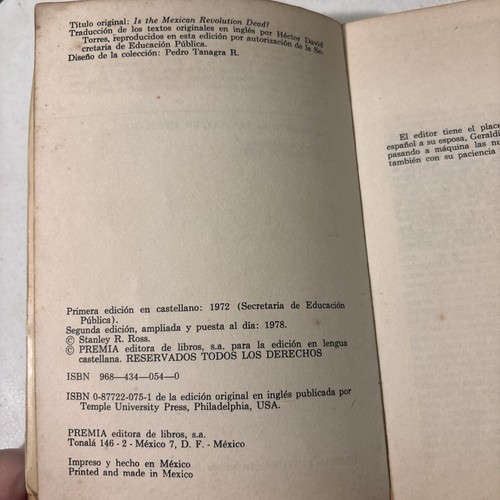 Título original: Is the Mexican Revolution Dead?
Traducción de los textos originales en inglés por Héctor David
Torres, reproducidos en esta edición por autorización de la Se-
cretaría de Educación Pública.
Diseño de la colección: Pedro Tanagra R.
Primera edición en castellano: 1972 (Secretaría de Educación
Pública).
Segunda edición, ampliada y puesta al día: 1978.
© Stanley R. Ross.
© PREMIA editora de libros, s.a. para la edición en lengua
castellana. RESERVADOS TODOS LOS DERECHOS
ISBN 968—434—054—0
ISBN 0-87722-075-1 de la edición original en inglés publicada por
Temple University Press, Philadelphia, USA.
PREMIA editora de libros, s.a.
Tonalá 146 - 2 - México 7, D. F. - México
Impreso y hecho en México
Printed and made in Mexico
El editor tiene el place
español a su esposa, Geraldi
pasando a máquina las nu
también con su paciencia